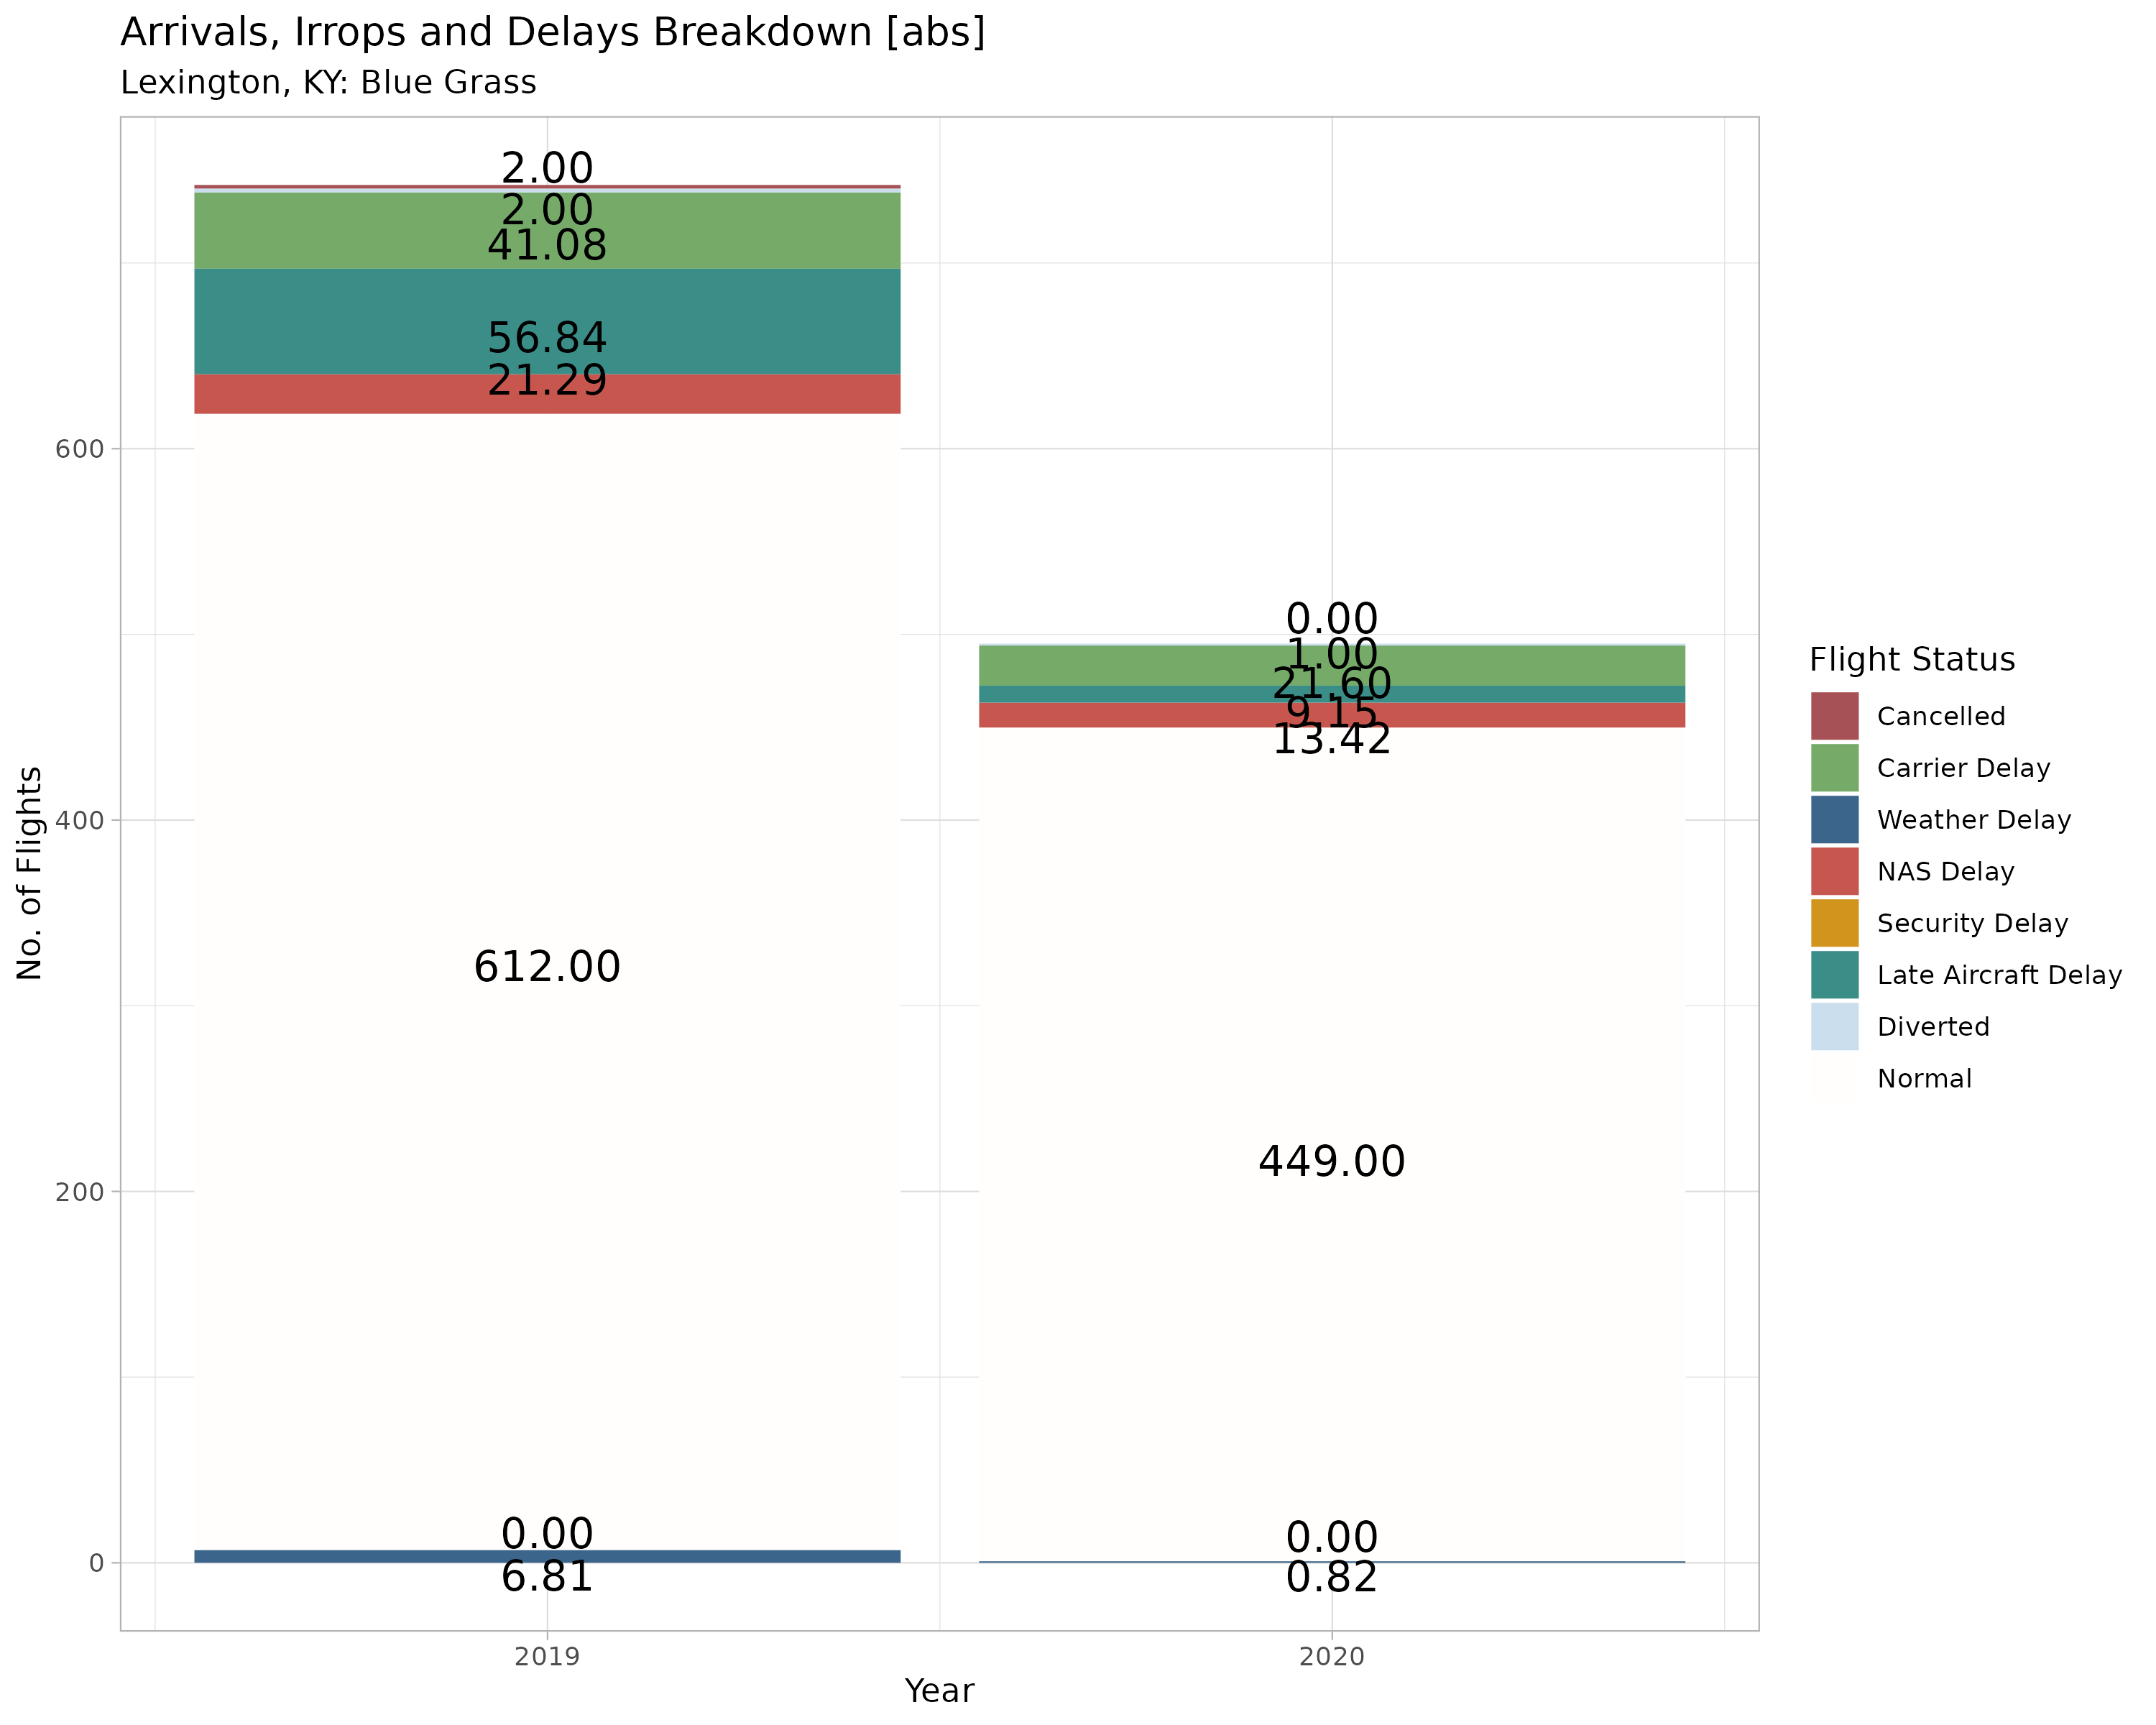 Arrivals, Irrops and Delays Breakdown [abs]
Lexington, KY: Blue Grass
No. of Flights
600
400
200
0
2.00
2.00
41.08
56.84
21.29
612.00
0.00
6.81
0.00
1.00
21.60
9.15
13.42
449.00
0.00
0.82
2019
2020
Year
Flight Status
Cancelled
Carrier Delay
Weather Delay
NAS Delay
Security Delay
Late Aircraft Delay
Diverted
Normal